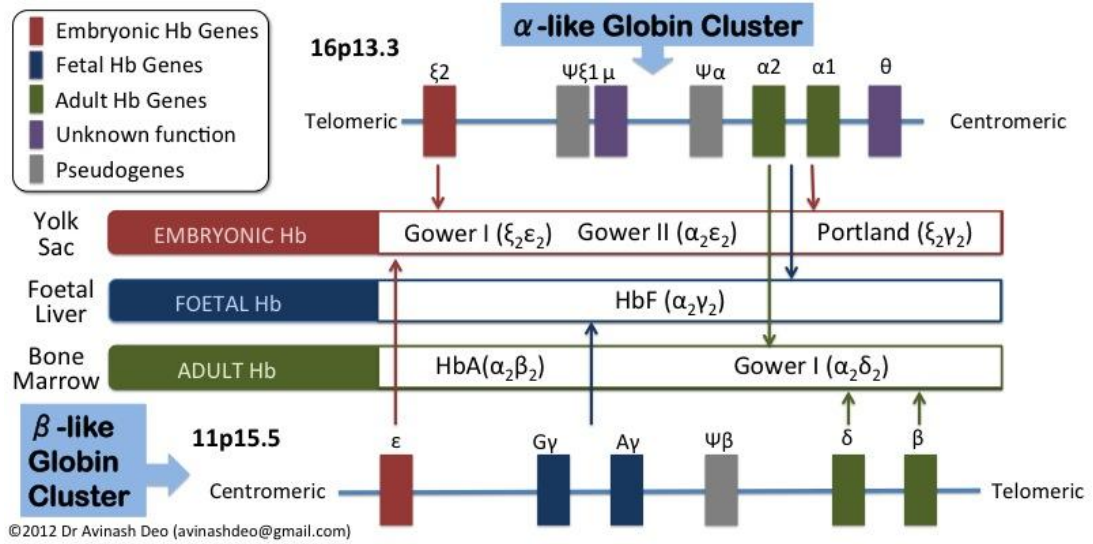 Embryonic Hb Genes
Fetal Hb Genes
Adult Hb Genes
Unknown function
Pseudogenes
α-like Globin Cluster
16p13.3
ξ2
Ψξ1 μ
Ψα
α2
α1
θ
Telomeric
Centromeric
Yolk
Sac
EMBRYONIC Hb
Gower I (ξ₂ε₂)
Gower II (α₂ε₂)
Portland (ξ₂γ₂)
Foetal
Liver
FOETAL Hb
HbF (α₂γ₂)
Bone
Marrow
ADULT Hb
HbA(α₂β₂)
Gower I (α₂δ₂)
β-like
Globin
Cluster
11p15.5
ε
Gγ
Aγ
Ψβ
δ
β
Centromeric
Telomeric
©2012 Dr Avinash Deo (avinashdeo@gmail.com)